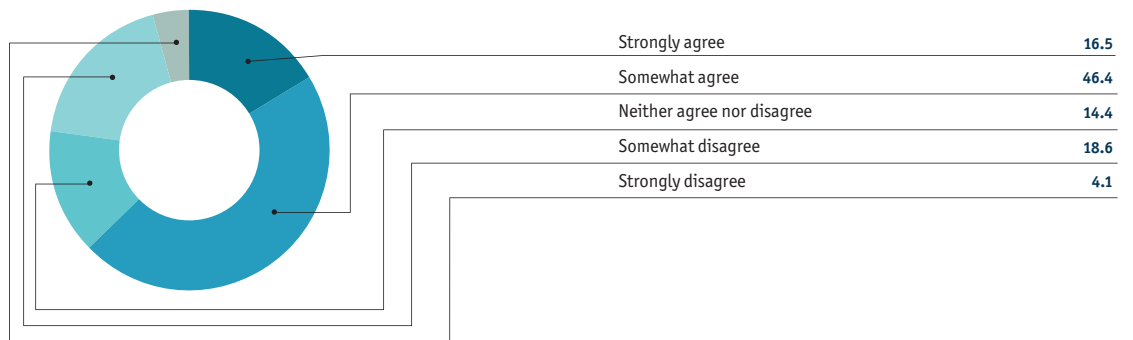 Strongly agree 16.5
Somewhat agree 46.4
Neither agree nor disagree 14.4
Somewhat disagree 18.6
Strongly disagree 4.1